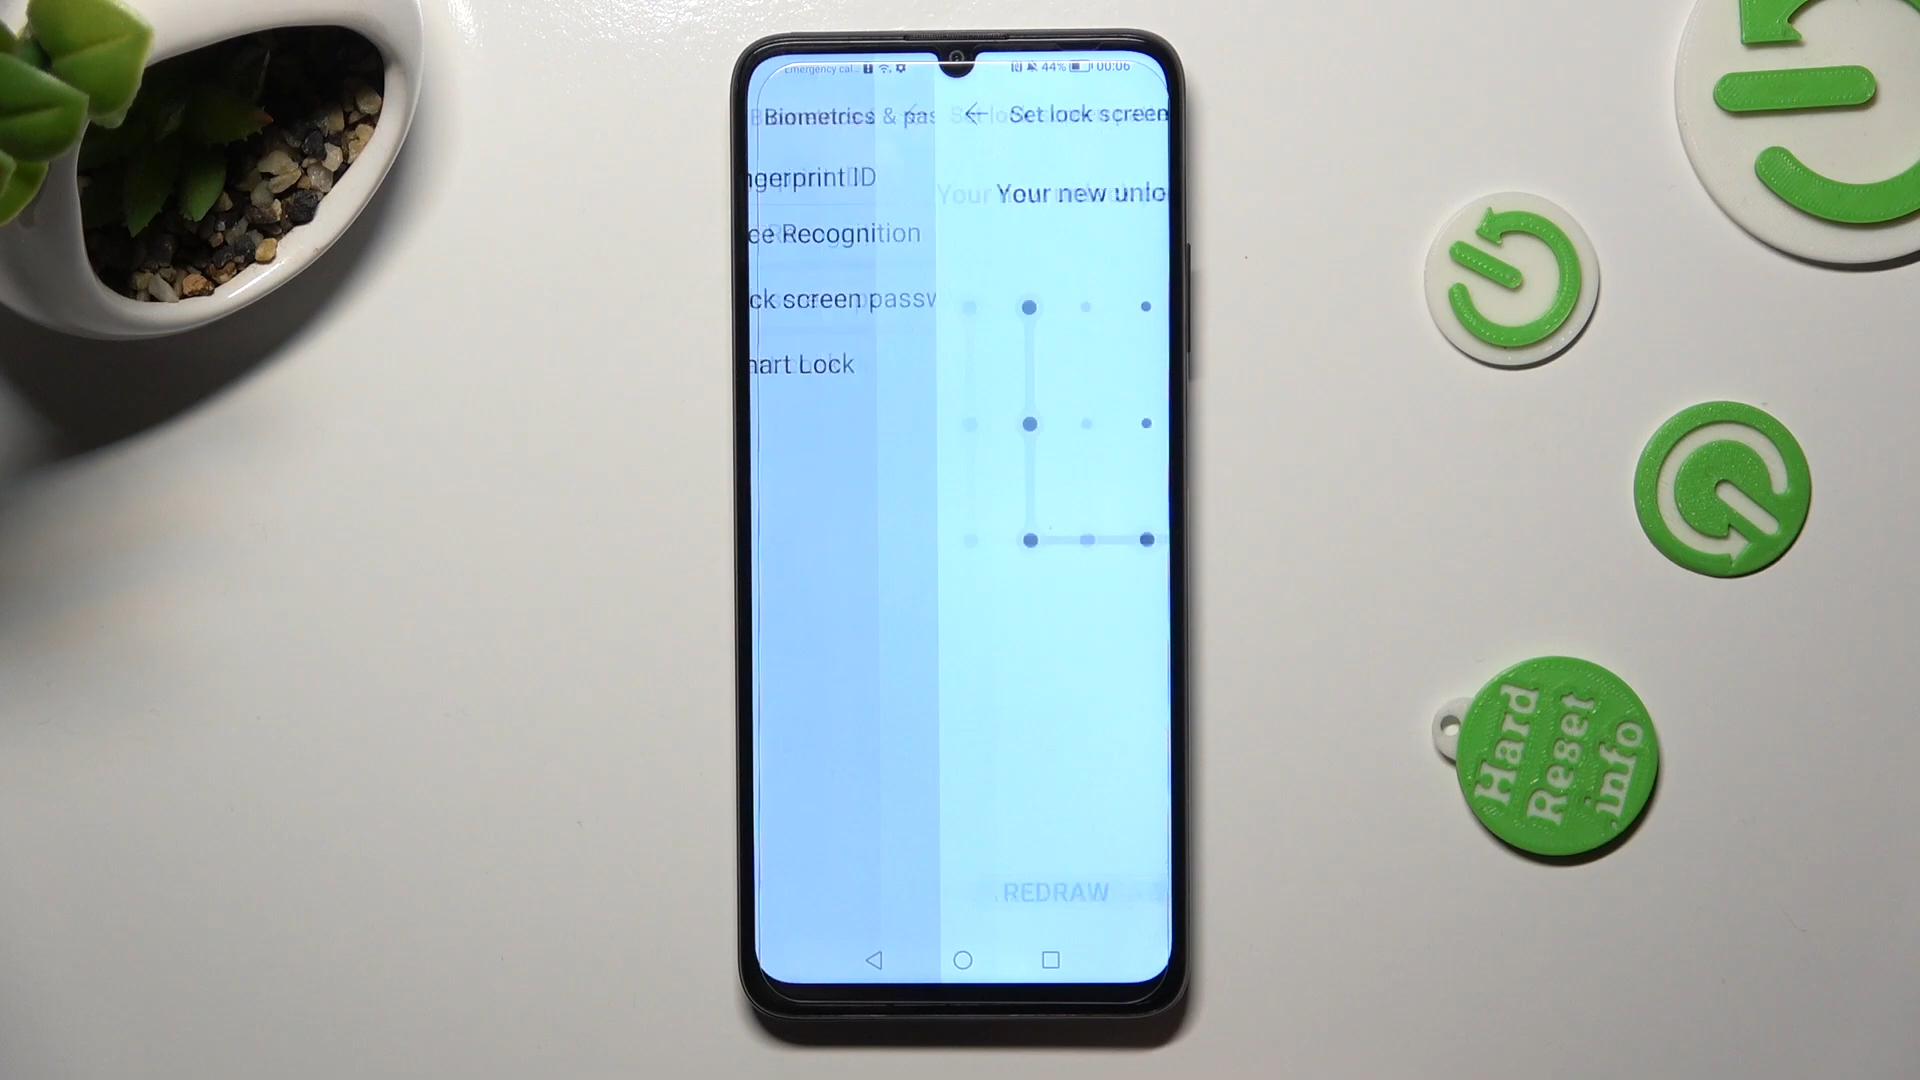 Emergency cal... 44% 00:06
Biometrics & pas
Set lock screen
ngerprint ID
Your new unlo
ce Recognition
ck screen passw
nart Lock
REDRAW
Hard
Reset
.info